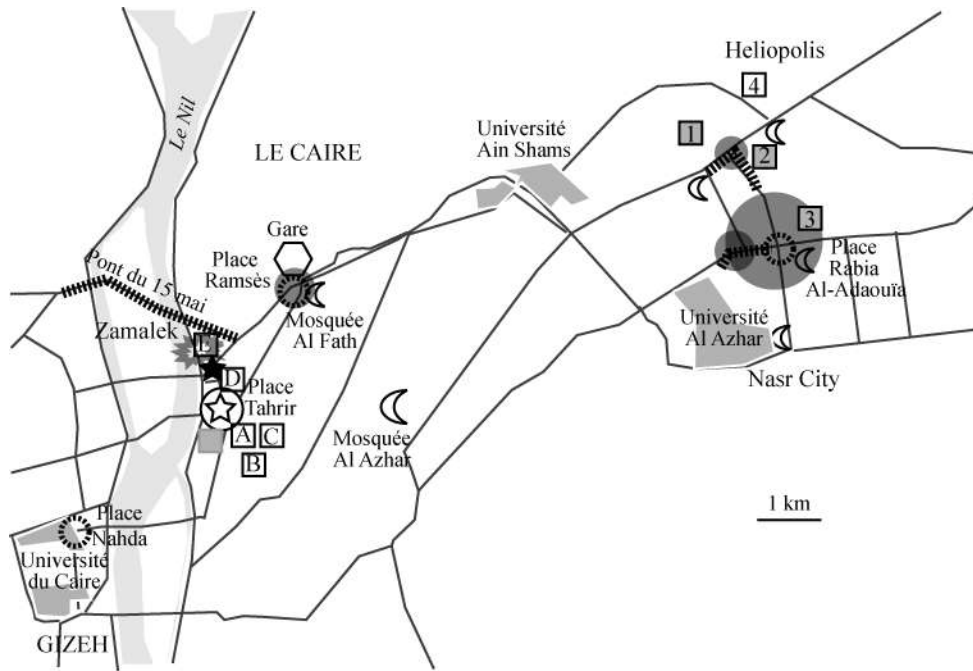 Heliopolis
4
Le Nil
LE CAIRE
Université
Ain Shams
1
2
3
Gare
Place
Ramsès
Pont du 15 mai
Mosquée
Al Fath
Place
Rabia
Al-Adaouïa
Zamalek
E
D
Place
Tahrir
A
C
B
Université
Al Azhar
Nasr City
Mosquée
Al Azhar
1 km
Place
Nahda
Université
du Caire
GIZEH